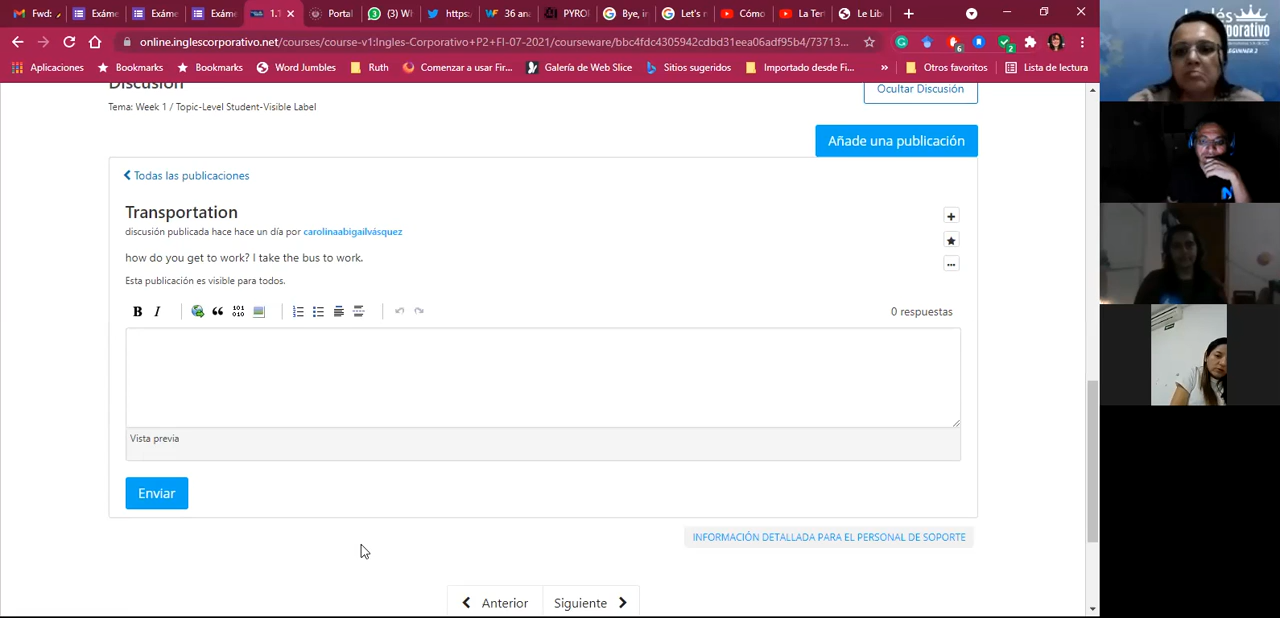 Fwd:
Exáme
Exáme
Exáme
1.1
Portal
(3) W
https:
36 ana
PYRO
Bye, in
Let's r
Cómo
La Ter
Le Lib
online.inglescorporativo.net/courses/course-v1:Ingles-Corporativo+P2+FI-07-2021/courseware/bbc4fdc4305942cdbd31eea06adf95b4/73713...
6
2
Aplicaciones
Bookmarks
Bookmarks
Word Jumbles
Ruth
Comenzar a usar Fir...
Galería de Web Slice
Sitios sugeridos
Importado desde Fi...
»
Otros favoritos
Lista de lectura
Discusión
Ocultar Discusión
Tema: Week 1 / Topic-Level Student-Visible Label
Añade una publicación
Todas las publicaciones
Transportation
discusión publicada hace hace un día por carolinaabigailvásquez
how do you get to work? I take the bus to work.
Esta publicación es visible para todos.
B I
0 respuestas
Vista previa
Enviar
INFORMACIÓN DETALLADA PARA EL PERSONAL DE SOPORTE
Anterior
Siguiente
Inglés
BEGINNER 2